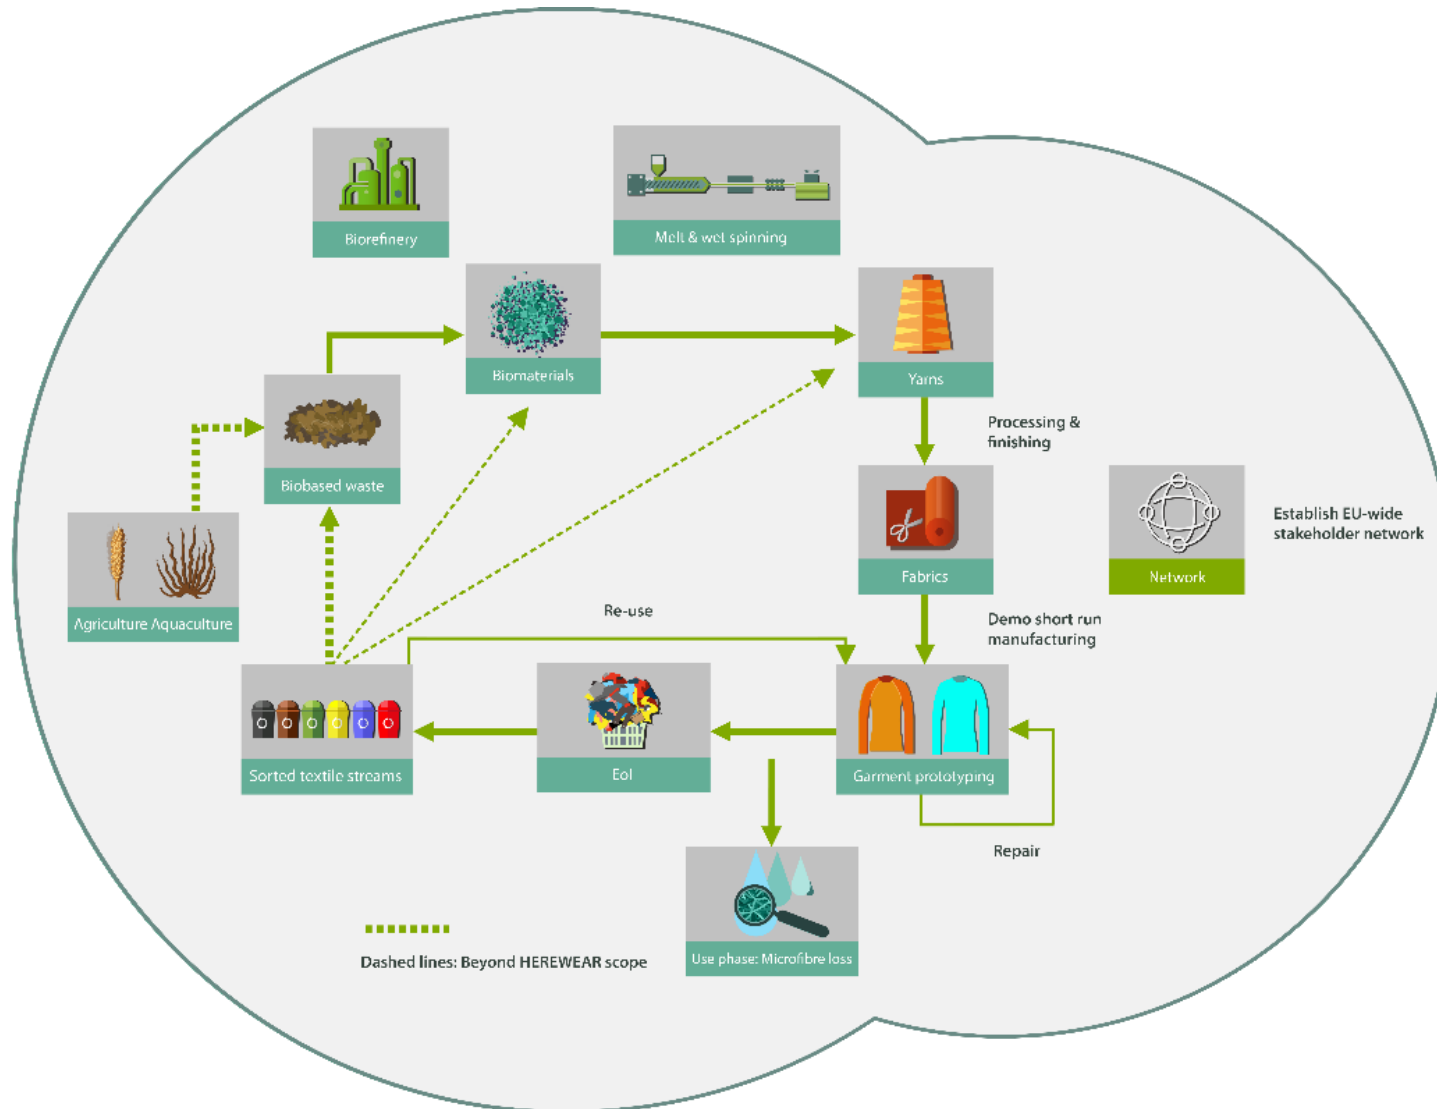 Biorefinery
Melt & wet spinning
Biomaterials
Yarns
Processing &
finishing
Biobased waste
Fabrics
Network
Establish EU-wide
stakeholder network
Agriculture Aquaculture
Re-use
Demo short run
manufacturing
Sorted textile streams
Eol
Garment prototyping
Repair
Use phase: Microfibre loss
Dashed lines: Beyond HEREWEAR scope